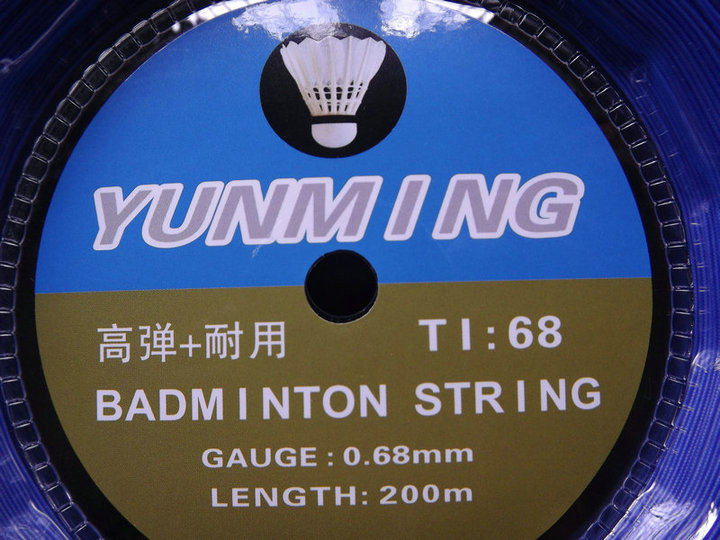 YUNMING
高弹+耐用 TI:68
BADMINTON STRING
GAUGE: 0.68mm
LENGTH: 200m